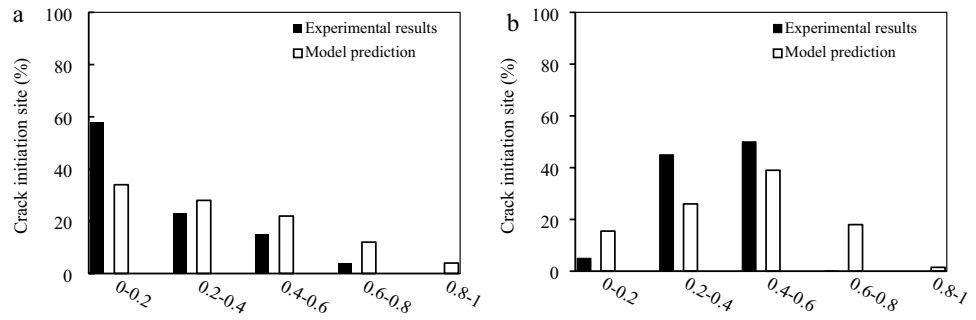 a
Crack initiation site (%)
100
80
60
40
20
0
Experimental results
Model prediction
0-0.2
0.2-0.4
0.4-0.6
0.6-0.8
0.8-1
b
Crack initiation site (%)
100
80
60
40
20
0
Experimental results
Model prediction
0-0.2
0.2-0.4
0.4-0.6
0.6-0.8
0.8-1